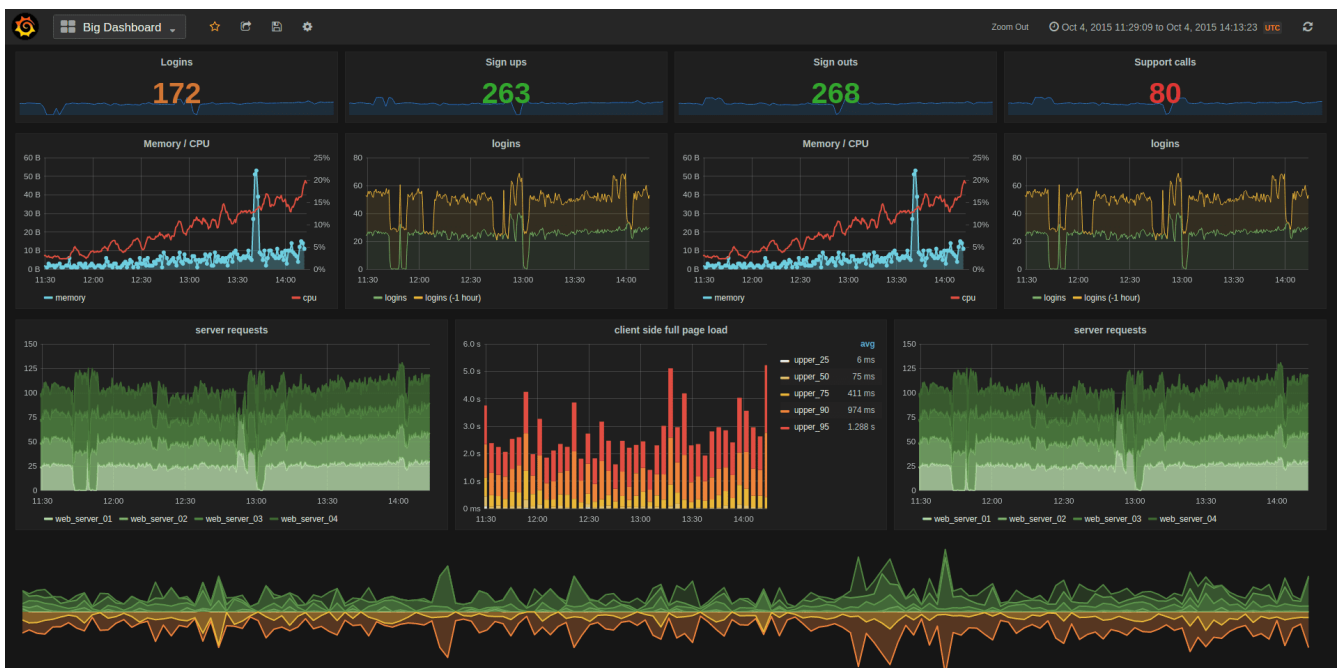 Big Dashboard
Zoom Out Oct 4, 2015 11:29:09 to Oct 4, 2015 14:13:23 UTC
Logins
172
Sign ups
263
Sign outs
268
Support calls
80
Memory / CPU
60 B 25%
50 B 20%
40 B
30 B 15%
20 B 10%
10 B 5%
0 B 0%
11:30 12:00 12:30 13:00 13:30 14:00
memory cpu
logins
80
60
40
20
0
11:30 12:00 12:30 13:00 13:30 14:00
logins logins (-1 hour)
Memory / CPU
60 B 25%
50 B 20%
40 B
30 B 15%
20 B 10%
10 B 5%
0 B 0%
11:30 12:00 12:30 13:00 13:30 14:00
memory cpu
logins
80
60
40
20
0
11:30 12:00 12:30 13:00 13:30 14:00
logins logins (-1 hour)
server requests
150
125
100
75
50
25
0
11:30 12:00 12:30 13:00 13:30 14:00
web_server_01 web_server_02 web_server_03 web_server_04
client side full page load
6.0 s
5.0 s
4.0 s
3.0 s
2.0 s
1.0 s
0 ms
11:30 12:00 12:30 13:00 13:30 14:00
avg
upper_25 6 ms
upper_50 75 ms
upper_75 411 ms
upper_90 974 ms
upper_95 1.288 s
server requests
150
125
100
75
50
25
0
11:30 12:00 12:30 13:00 13:30 14:00
web_server_01 web_server_02 web_server_03 web_server_04